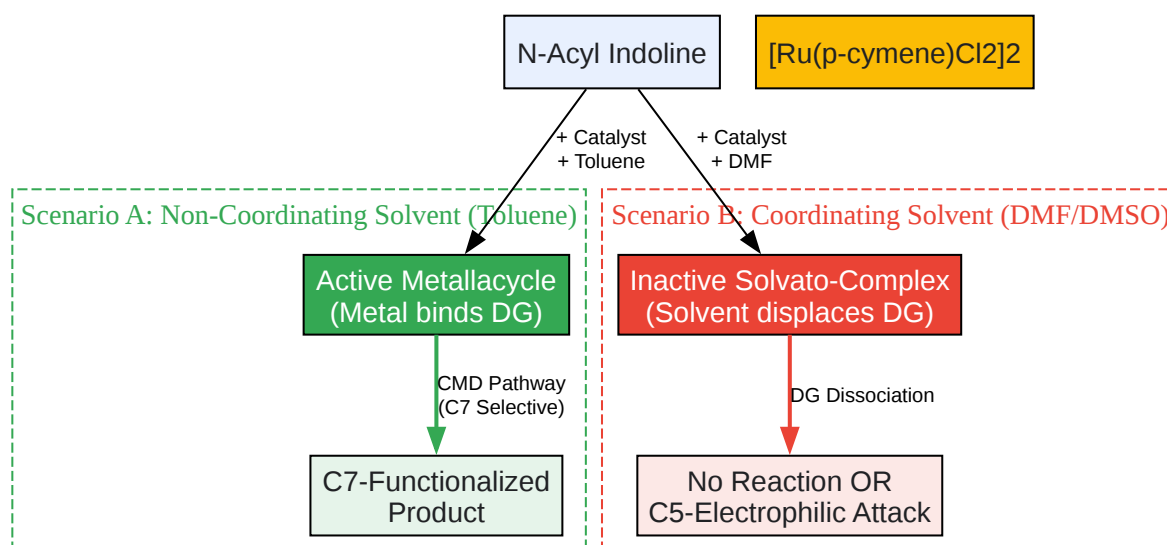 N-Acyl Indoline
[Ru(p-cymene)Cl2]2
+ Catalyst
+ Toluene
+ Catalyst
+ DMF
Scenario A: Non-Coordinating Solvent (Toluene)
Active Metallacycle
(Metal binds DG)
CMD Pathway
(C7 Selective)
C7-Functionalized
Product
Scenario B: Coordinating Solvent (DMF/DMSO)
Inactive Solvato-Complex
(Solvent displaces DG)
DG Dissociation
No Reaction OR
C5-Electrophilic Attack